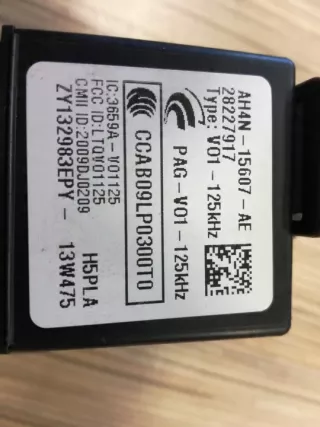 AH4N-15607-AE
28227917
Type: V01-125kHz
PAG-V01-125kHz
CCAB09LP0300T0
IC:3659A-V01125
FCC ID:LTQV01125
CMII ID:2009DJ0209
ZY132983EPY-
H5PLA
13W475